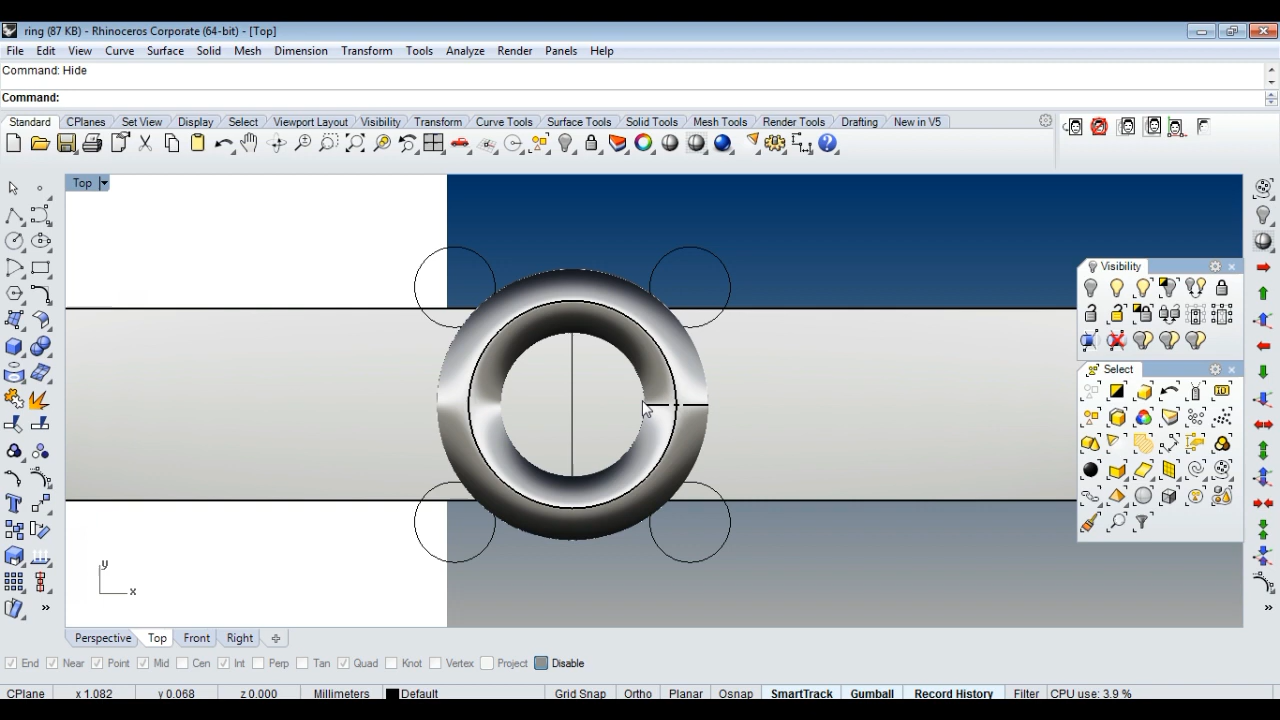 ring (87 KB) - Rhinoceros Corporate (64-bit) - [Top]
File Edit View Curve Surface Solid Mesh Dimension Transform Tools Analyze Render Panels Help
Command: Hide
Command:
Standard CPlanes Set View Display Select Viewport Layout Visibility Transform Curve Tools Surface Tools Solid Tools Mesh Tools Render Tools Drafting New in V5
Top
Visibility
Select
y
x
Perspective Top Front Right
End Near Point Mid Cen Int Perp Tan Quad Knot Vertex Project Disable
CPlane x 1.082 y 0.068 z 0.000 Millimeters Default Grid Snap Ortho Planar Osnap SmartTrack Gumball Record History Filter CPU use: 3.9 %